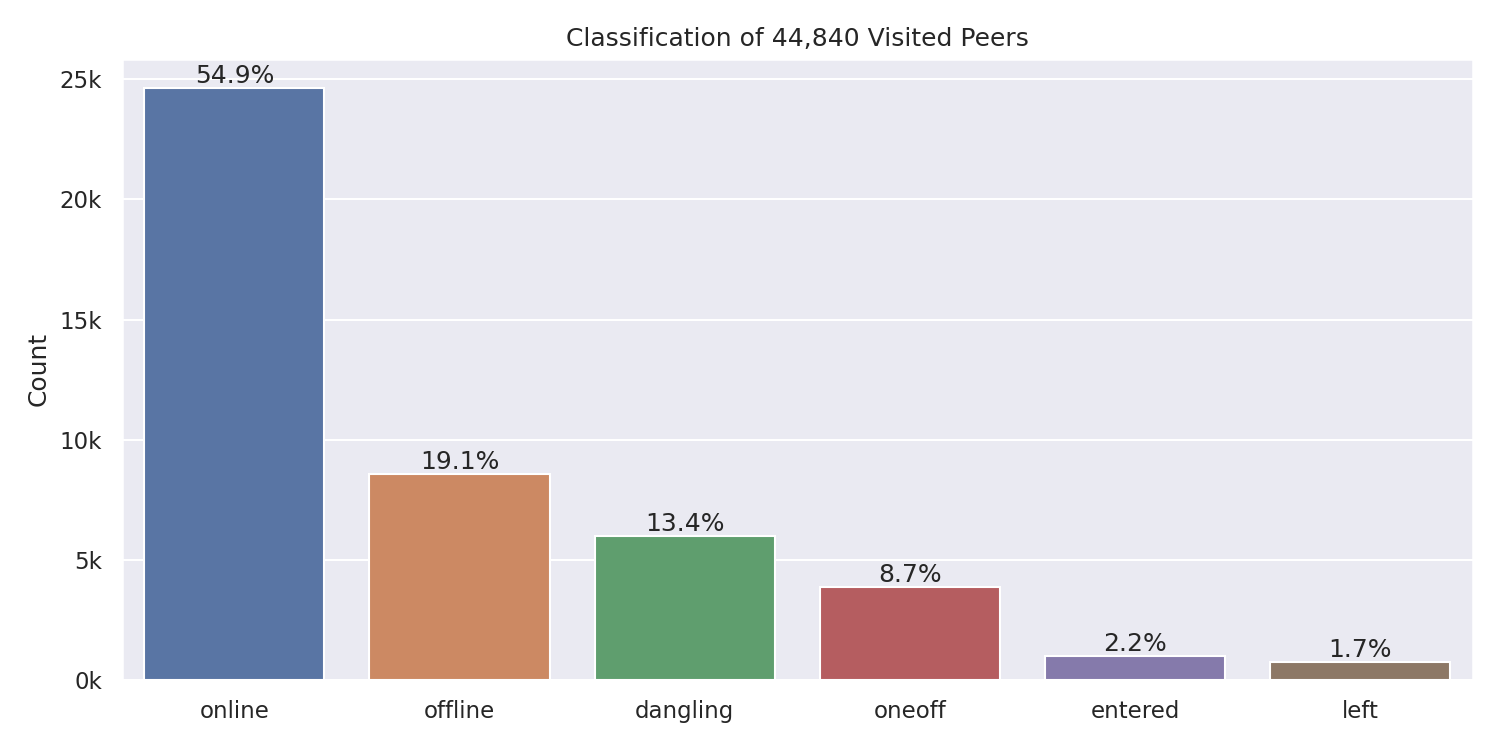 Classification of 44,840 Visited Peers
25k
20k
15k
10k
5k
0k
Count
54.9%
19.1%
13.4%
8.7%
2.2%
1.7%
online
offline
dangling
oneoff
entered
left